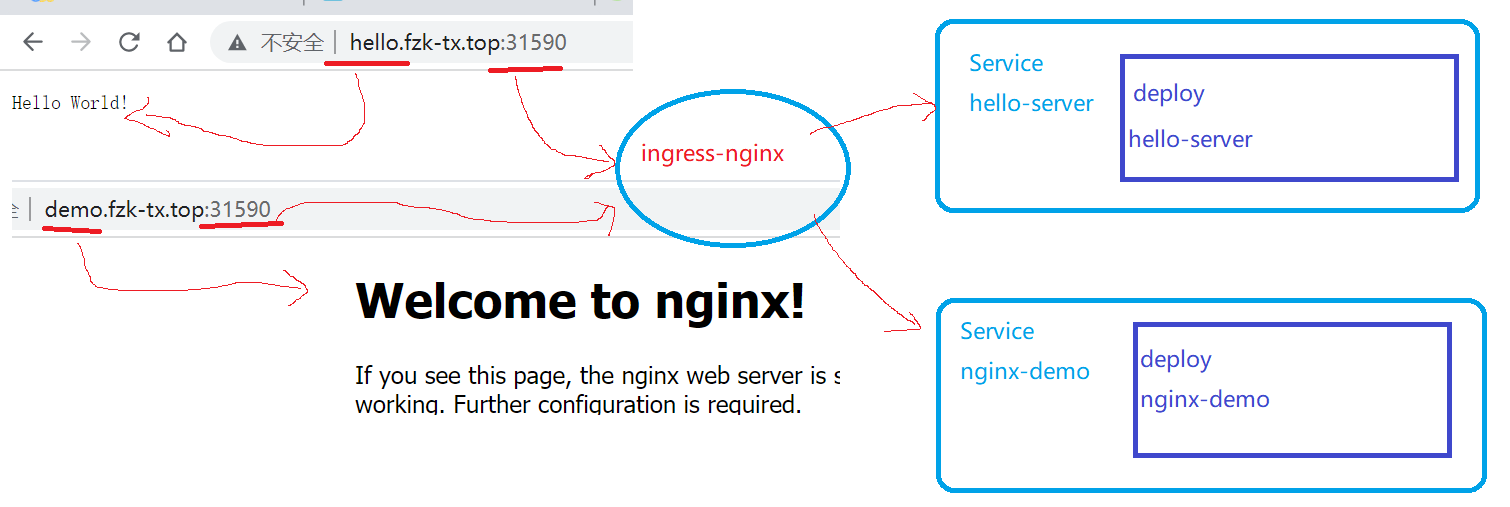 不安全 hello.fzk-tx.top:31590
Hello World!
demo.fzk-tx.top:31590
Welcome to nginx!
If you see this page, the nginx web server is
working. Further configuration is required.
ingress-nginx
Service
hello-server
deploy
hello-server
Service
nginx-demo
deploy
nginx-demo